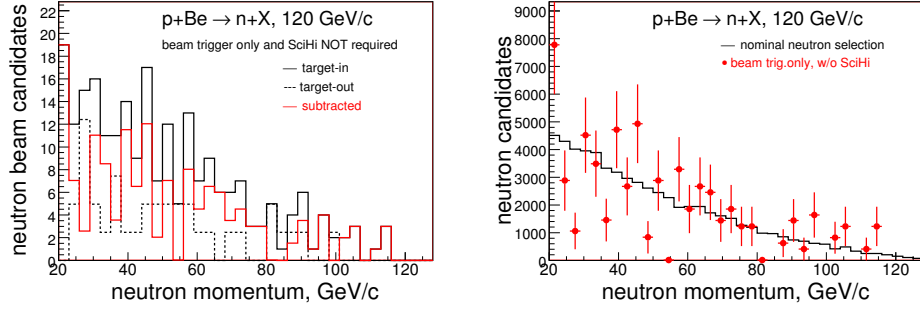 p+Be → n+X, 120 GeV/c
beam trigger only and SciHi NOT required
target-in
target-out
subtracted
neutron beam candidates
22
20
18
16
14
12
10
8
6
4
2
0
20 40 60 80 100 120
neutron momentum, GeV/c
p+Be → n+X, 120 GeV/c
nominal neutron selection
beam trig.only, w/o SciHi
neutron candidates
9000
8000
7000
6000
5000
4000
3000
2000
1000
0
20 40 60 80 100 120
neutron momentum, GeV/c